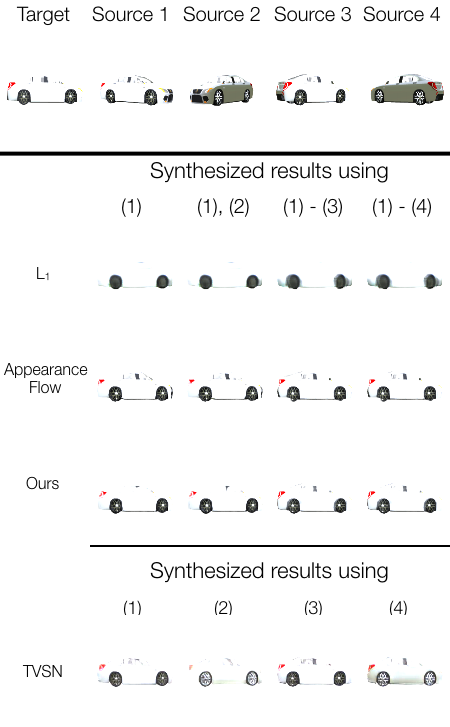 Target Source 1 Source 2 Source 3 Source 4
Synthesized results using
(1) (1), (2) (1) - (3) (1) - (4)
L₁
Appearance
Flow
Ours
Synthesized results using
(1) (2) (3) (4)
TVSN